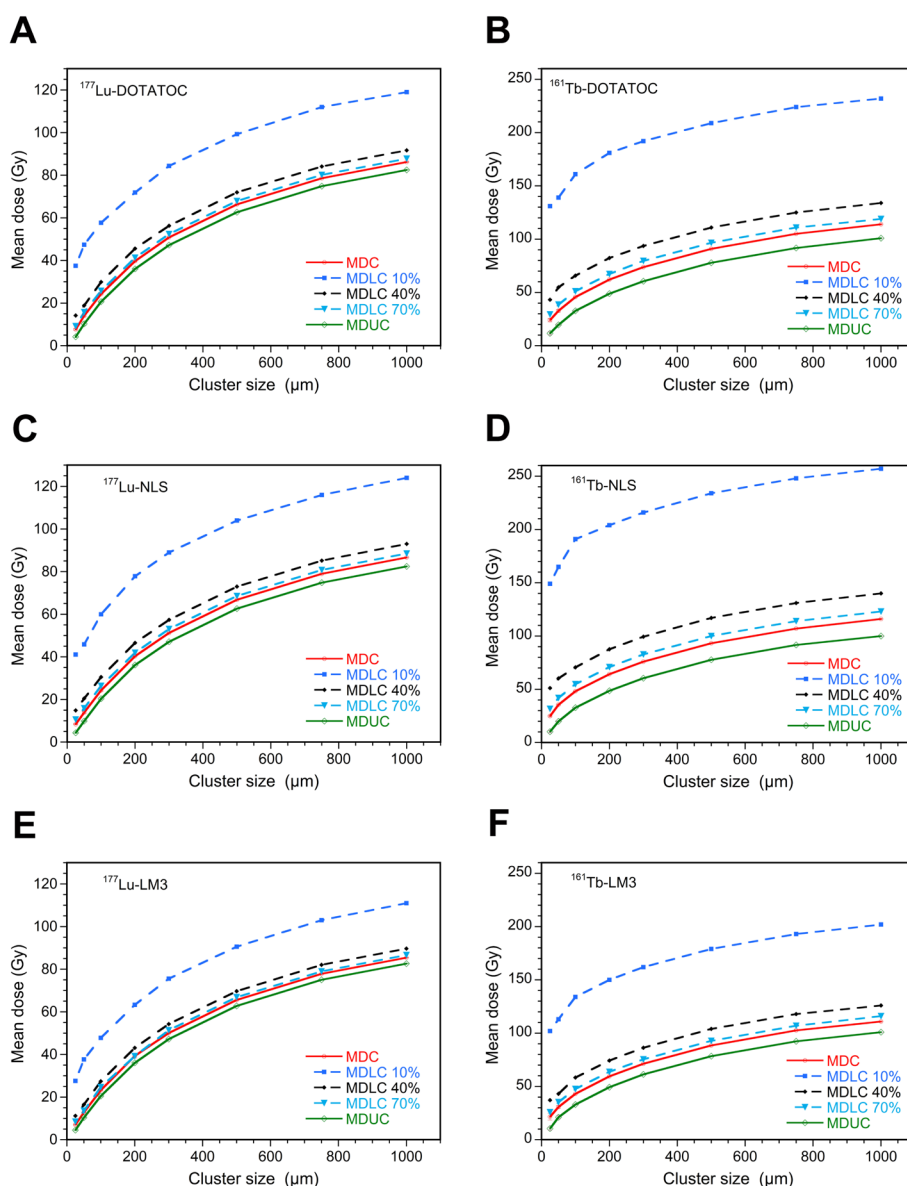 A
B
¹⁷⁷Lu-DOTATOC
Mean dose (Gy)
120
100
80
60
40
20
0
MDC
MDLC 10%
MDLC 40%
MDLC 70%
MDUC
0
200
400
600
800
1000
Cluster size (µm)
¹⁶¹Tb-DOTATOC
Mean dose (Gy)
250
200
150
100
50
0
MDC
MDLC 10%
MDLC 40%
MDLC 70%
MDUC
0
200
400
600
800
1000
Cluster size (µm)
C
D
¹⁷⁷Lu-NLS
Mean dose (Gy)
120
100
80
60
40
20
0
MDC
MDLC 10%
MDLC 40%
MDLC 70%
MDUC
0
200
400
600
800
1000
Cluster size (µm)
¹⁶¹Tb-NLS
Mean dose (Gy)
250
200
150
100
50
0
MDC
MDLC 10%
MDLC 40%
MDLC 70%
MDUC
0
200
400
600
800
1000
Cluster size (µm)
E
F
¹⁷⁷Lu-LM3
Mean dose (Gy)
120
100
80
60
40
20
0
MDC
MDLC 10%
MDLC 40%
MDLC 70%
MDUC
0
200
400
600
800
1000
Cluster size (µm)
¹⁶¹Tb-LM3
Mean dose (Gy)
250
200
150
100
50
0
MDC
MDLC 10%
MDLC 40%
MDLC 70%
MDUC
0
200
400
600
800
1000
Cluster size (µm)